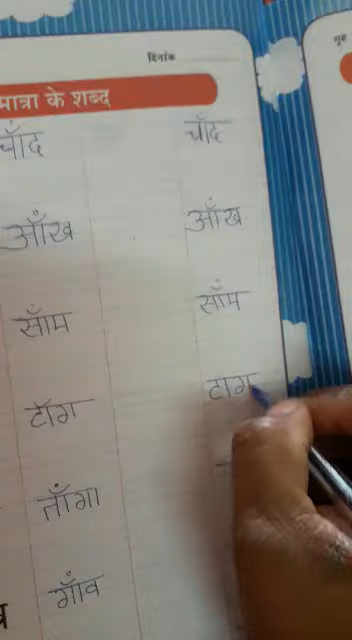 दिनांक
मात्रा के शब्द
चाँद चाँद
आँख आँख
साँम साँम
टॉग टाग
ताँगा
गाँव